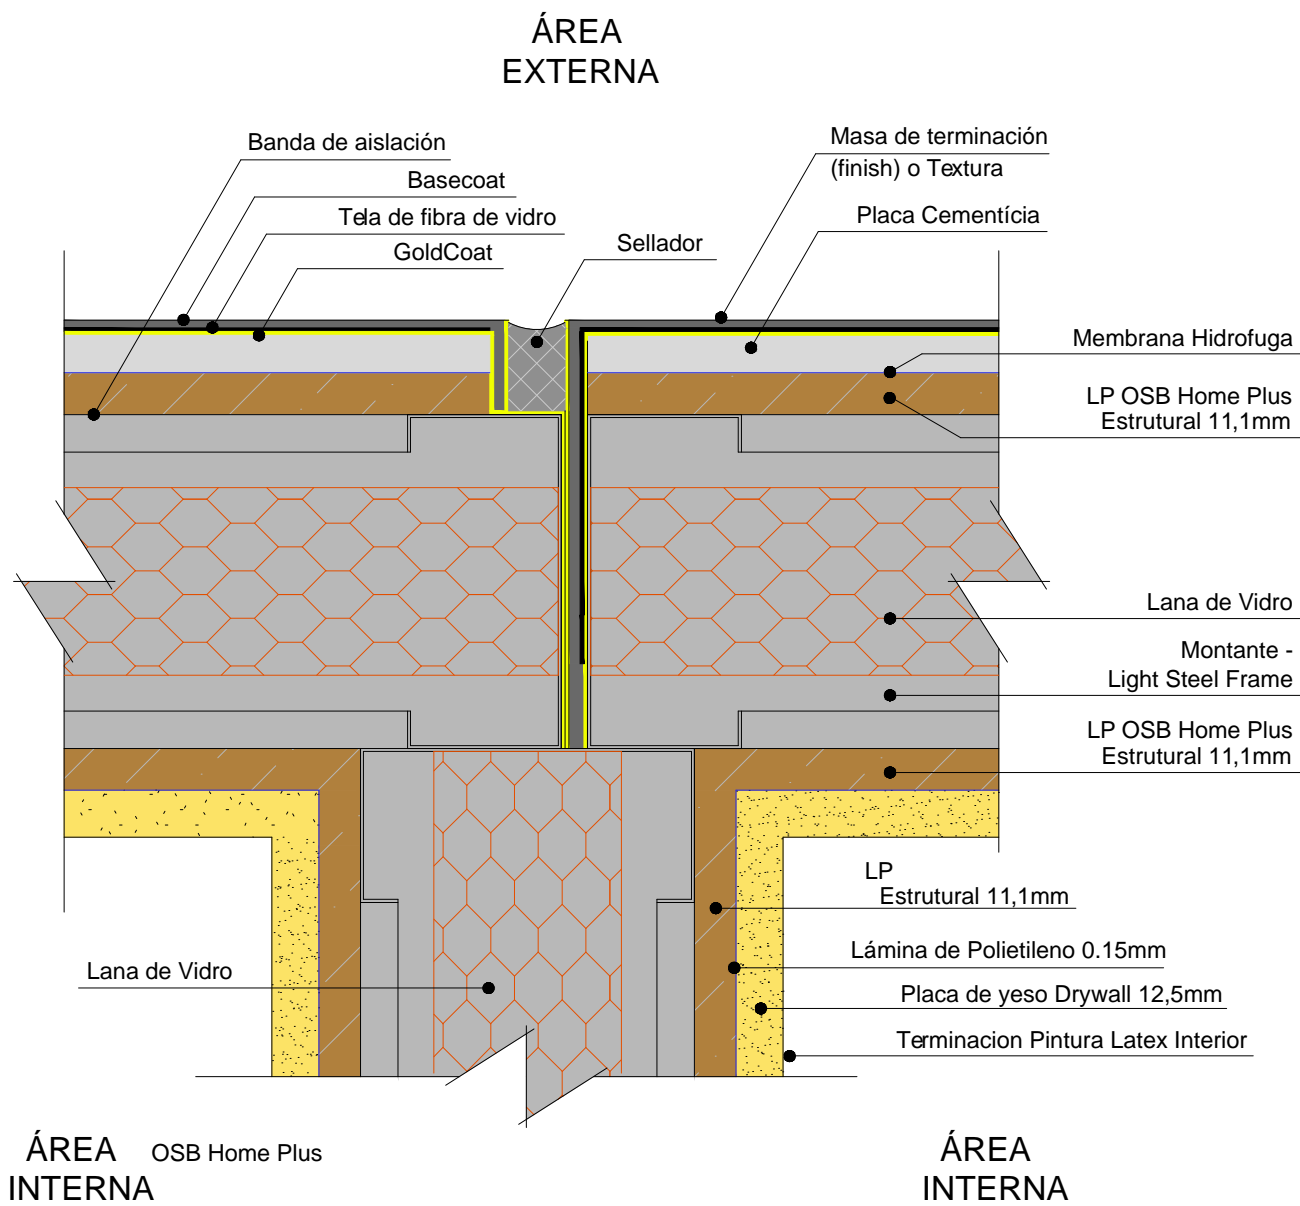 ÁREA
EXTERNA
Banda de aislación
Basecoat
Tela de fibra de vidro
GoldCoat
Sellador
Masa de terminación
(finish) o Textura
Placa Cementícia
Membrana Hidrofuga
LP OSB Home Plus
Estrutural 11,1mm
Lana de Vidro
Montante -
Light Steel Frame
LP OSB Home Plus
Estrutural 11,1mm
LP
Estrutural 11,1mm
Lámina de Polietileno 0.15mm
Placa de yeso Drywall 12,5mm
Terminacion Pintura Latex Interior
Lana de Vidro
ÁREA
INTERNA
OSB Home Plus
ÁREA
INTERNA